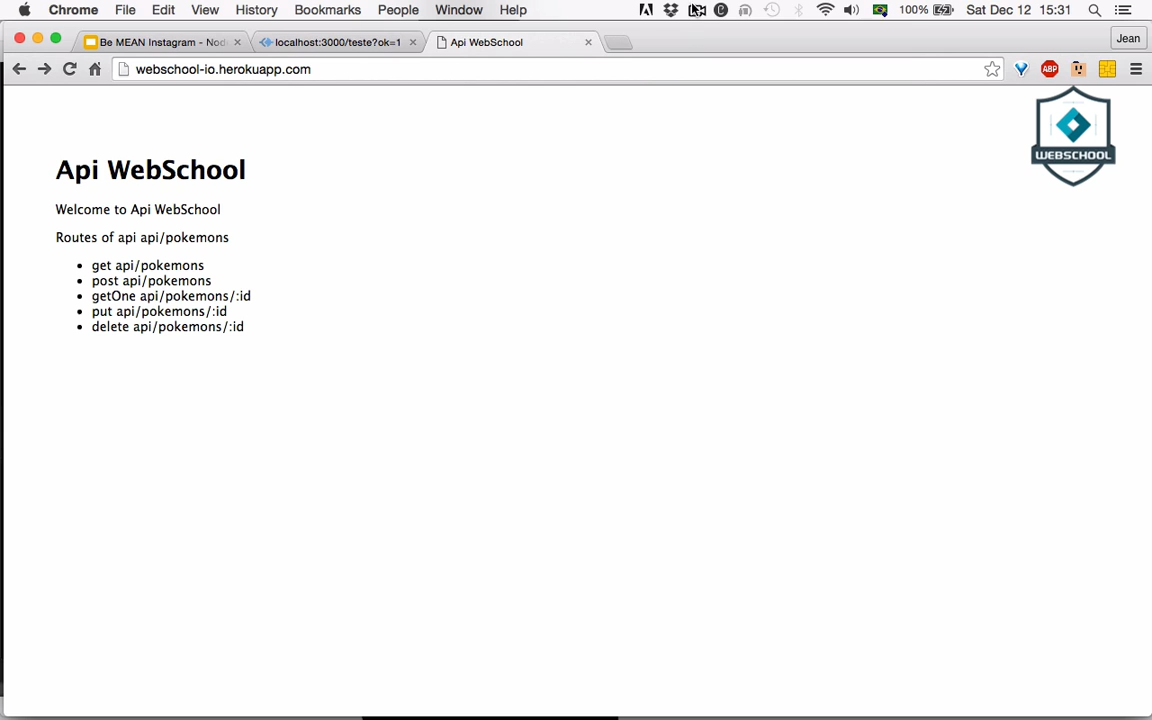 Chrome File Edit View History Bookmarks People Window Help 100% Sat Dec 12 15:31
Be MEAN Instagram - Nod localhost:3000/teste?ok=1 Api WebSchool Jean
webschool-io.herokuapp.com ABP
WEBSCHOOL
Api WebSchool
Welcome to Api WebSchool
Routes of api api/pokemons
• get api/pokemons
• post api/pokemons
• getOne api/pokemons/:id
• put api/pokemons/:id
• delete api/pokemons/:id